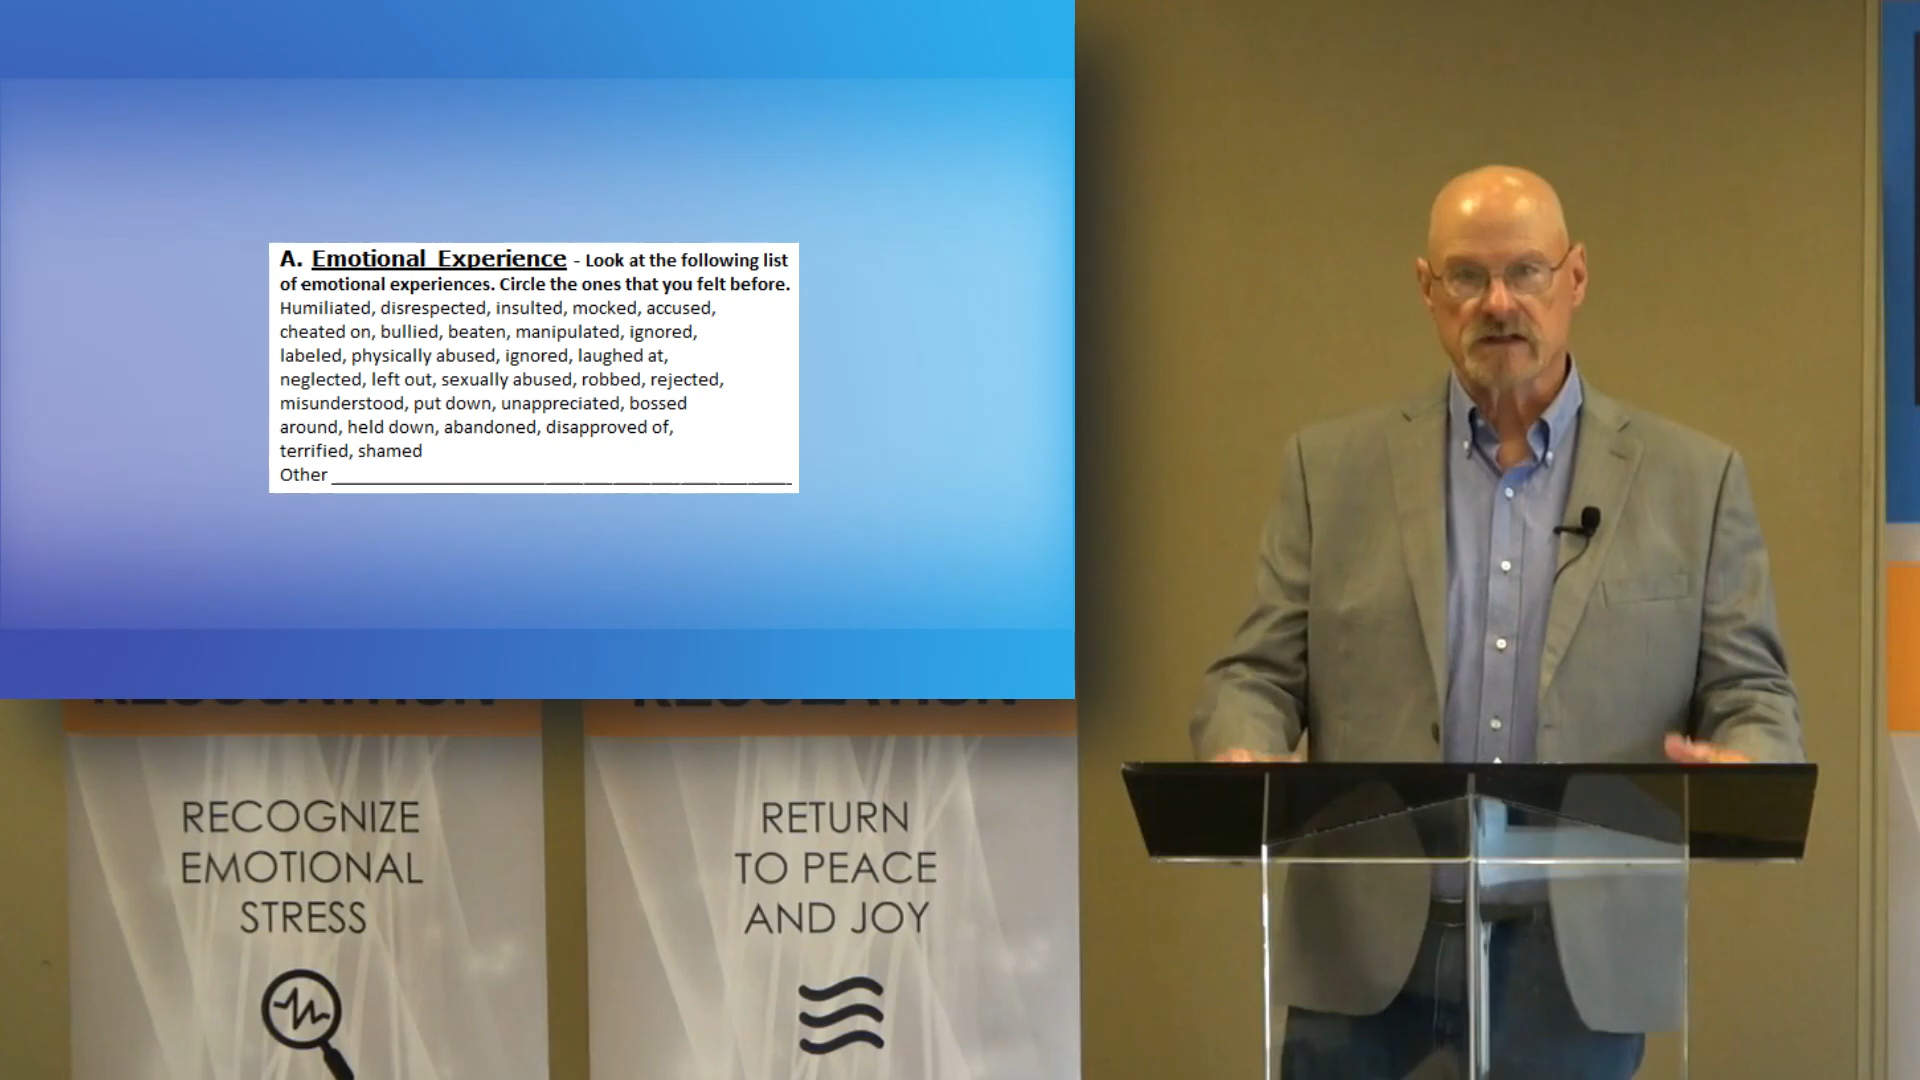 A. Emotional Experience - Look at the following list
of emotional experiences. Circle the ones that you felt before.
Humiliated, disrespected, insulted, mocked, accused,
cheated on, bullied, beaten, manipulated, ignored,
labeled, physically abused, ignored, laughed at,
neglected, left out, sexually abused, robbed, rejected,
misunderstood, put down, unappreciated, bossed
around, held down, abandoned, disapproved of,
terrified, shamed
Other
RECOGNIZE
EMOTIONAL
STRESS
RETURN
TO PEACE
AND JOY